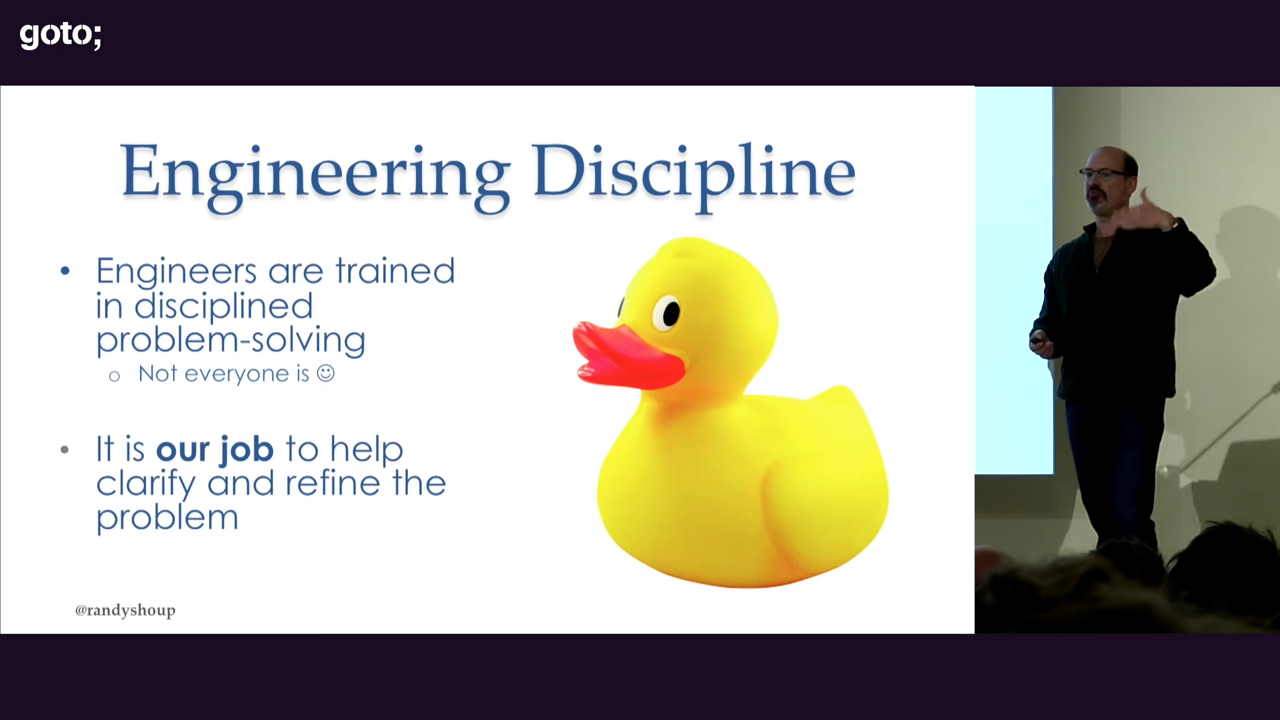 goto;
Engineering Discipline
• Engineers are trained
in disciplined
problem-solving
o Not everyone is ☺
• It is our job to help
clarify and refine the
problem
@randyshoup